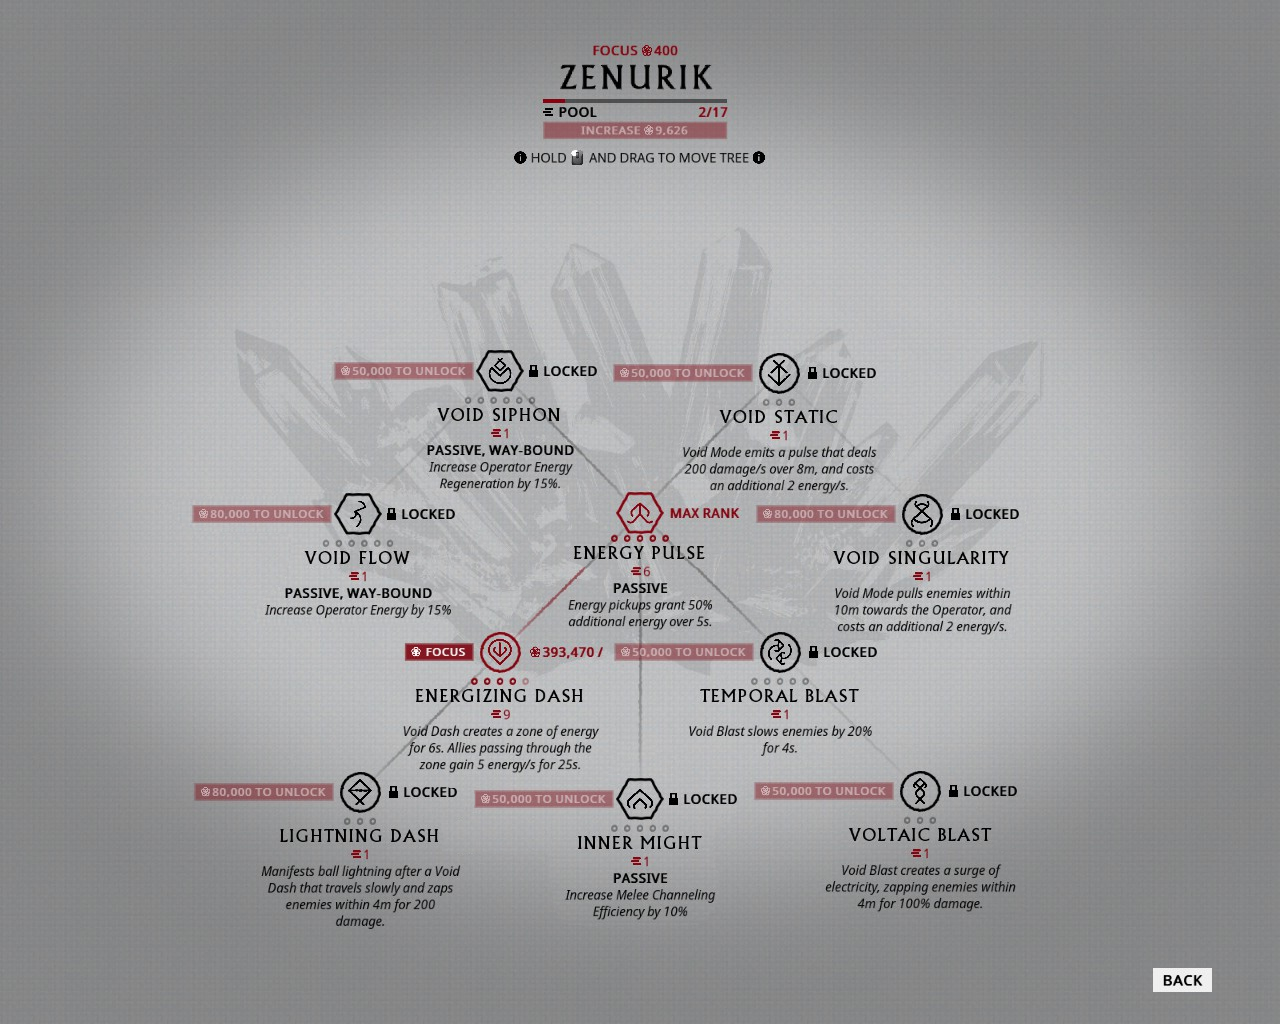 FOCUS 400
ZENURIK
POOL 2/17
INCREASE 9,626
HOLD AND DRAG TO MOVE TREE
50,000 TO UNLOCK LOCKED
VOID SIPHON
1
PASSIVE, WAY-BOUND
Increase Operator Energy
Regeneration by 15%.
50,000 TO UNLOCK LOCKED
VOID STATIC
1
Void Mode emits a pulse that deals
200 damage/s over 8m, and costs
an additional 2 energy/s.
80,000 TO UNLOCK LOCKED
VOID FLOW
1
PASSIVE, WAY-BOUND
Increase Operator Energy by 15%
MAX RANK
ENERGY PULSE
6
PASSIVE
Energy pickups grant 50%
additional energy over 5s.
80,000 TO UNLOCK LOCKED
VOID SINGULARITY
1
Void Mode pulls enemies within
10m towards the Operator, and
costs an additional 2 energy/s.
FOCUS 393,470 /
ENERGIZING DASH
9
Void Dash creates a zone of energy
for 6s. Allies passing through the
zone gain 5 energy/s for 25s.
50,000 TO UNLOCK LOCKED
TEMPORAL BLAST
1
Void Blast slows enemies by 20%
for 4s.
80,000 TO UNLOCK LOCKED
LIGHTNING DASH
1
Manifests ball lightning after a Void
Dash that travels slowly and zaps
enemies within 4m for 200
damage.
50,000 TO UNLOCK LOCKED
INNER MIGHT
1
PASSIVE
Increase Melee Channeling
Efficiency by 10%
50,000 TO UNLOCK LOCKED
VOLTAIC BLAST
1
Void Blast creates a surge of
electricity, zapping enemies within
4m for 100% damage.
BACK